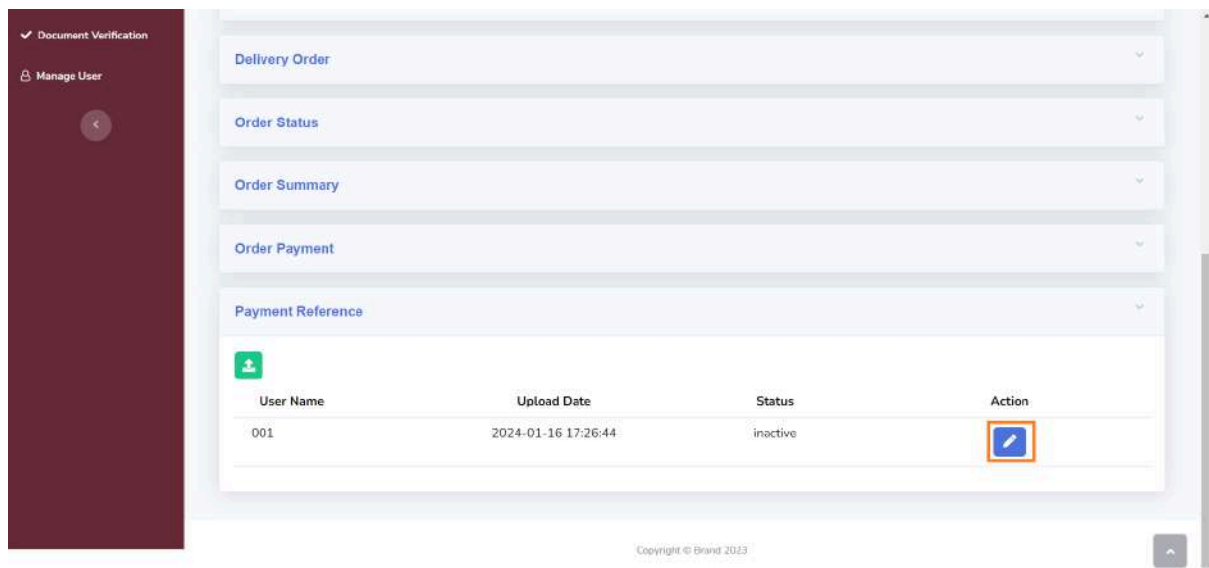 Document Verification
Manage User
Delivery Order
Order Status
Order Summary
Order Payment
Payment Reference
User Name Upload Date Status Action
001 2024-01-16 17:26:44 inactive
Copyright © Brand 2023